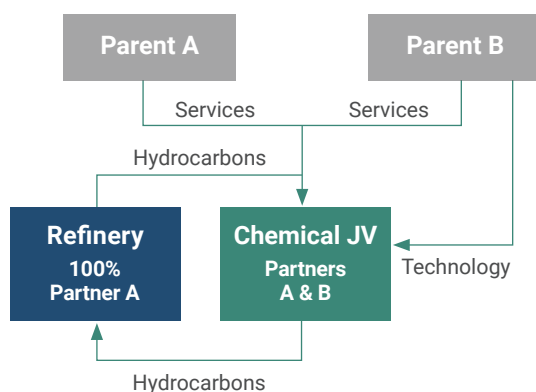 Parent A
Parent B
Services
Services
Hydrocarbons
Refinery
100%
Partner A
Chemical JV
Partners
A & B
Technology
Hydrocarbons